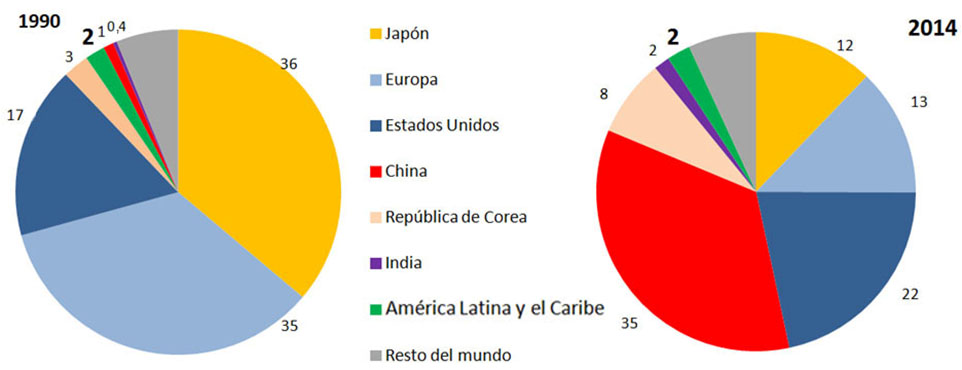 1990
36
35
17
3
2
1
0,4
Japón
Europa
Estados Unidos
China
República de Corea
India
América Latina y el Caribe
Resto del mundo
2014
12
13
22
35
8
2
2